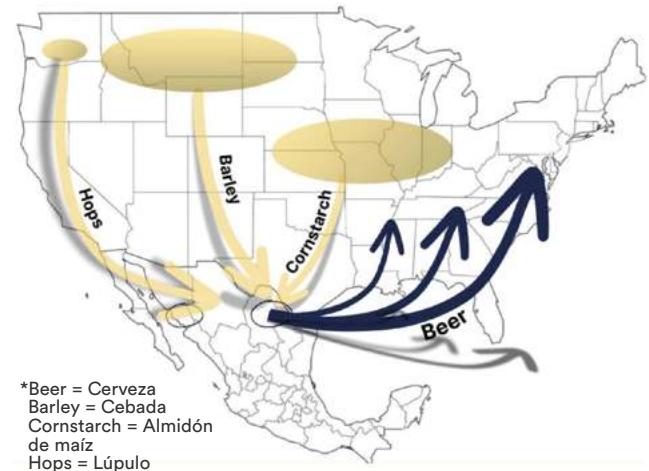 Hops
Barley
Cornstarch
Beer
*Beer = Cerveza
Barley = Cebada
Cornstarch = Almidón
de maíz
Hops = Lúpulo